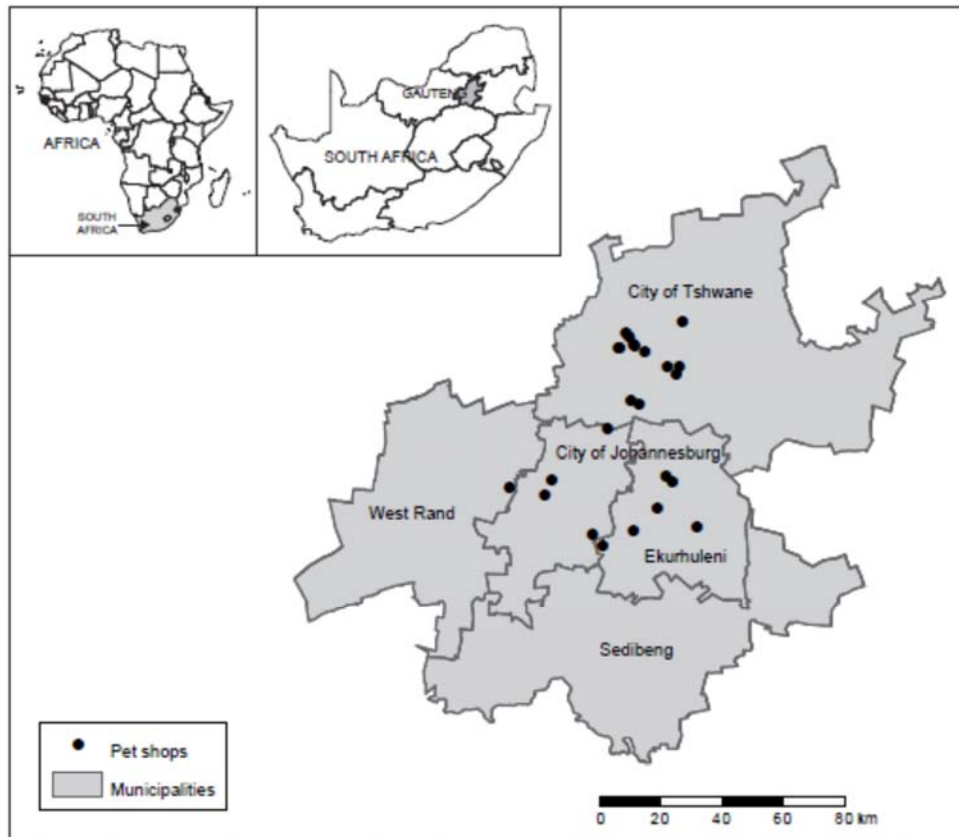 AFRICA
SOUTH
AFRICA
GAUTENG
SOUTH AFRICA
City of Tshwane
City of Johannesburg
West Rand
Ekurhuleni
Sedibeng
Pet shops
Municipalities
0 20 40 60 80 km